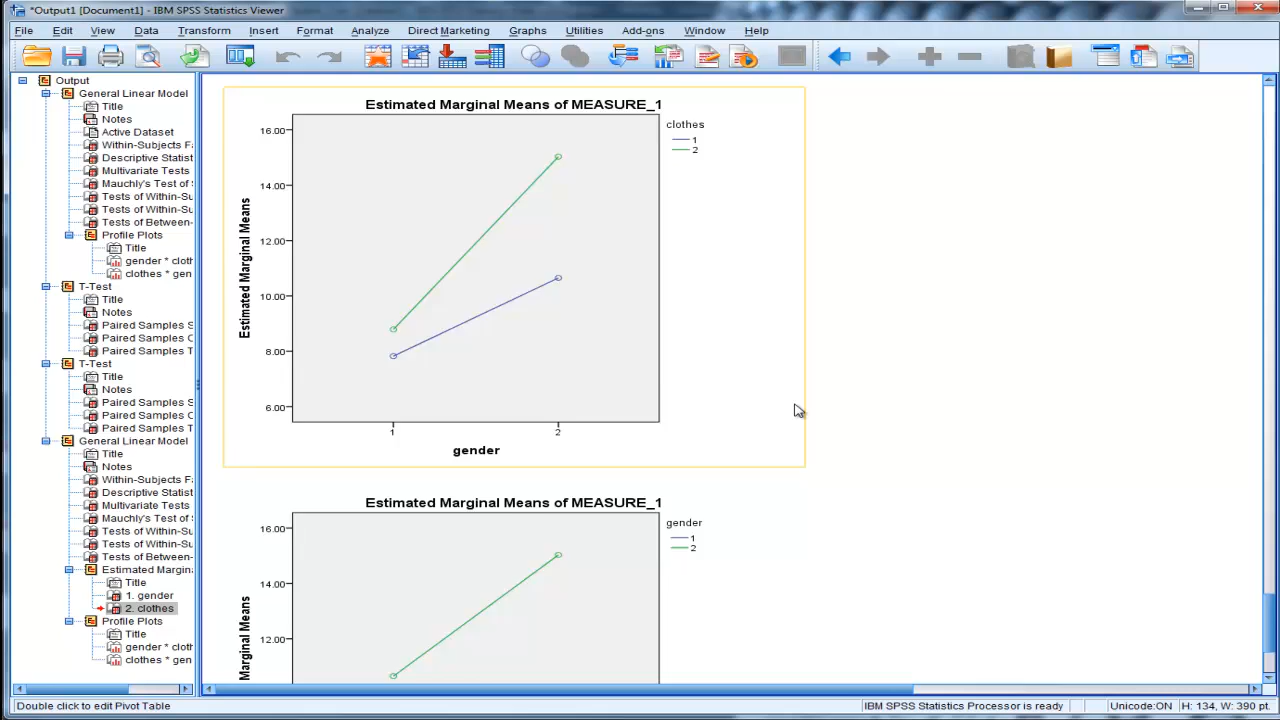 *Output1 [Document1] - IBM SPSS Statistics Viewer
File Edit View Data Transform Insert Format Analyze Direct Marketing Graphs Utilities Add-ons Window Help
Output
General Linear Model
Title
Notes
Active Dataset
Within-Subjects Fa
Descriptive Statist
Multivariate Tests
Mauchly's Test of
Tests of Within-Su
Tests of Within-Su
Tests of Between-
Profile Plots
Title
gender * cloth
clothes * gen
T-Test
Title
Notes
Paired Samples S
Paired Samples C
Paired Samples T
T-Test
Title
Notes
Paired Samples S
Paired Samples C
Paired Samples T
General Linear Model
Title
Notes
Within-Subjects Fa
Descriptive Statist
Multivariate Tests
Mauchly's Test of
Tests of Within-Su
Tests of Within-Su
Tests of Between-
Estimated Margin
Title
1. gender
2. clothes
Profile Plots
Title
gender * cloth
clothes * gen
Estimated Marginal Means of MEASURE_1
clothes
1
2
16.00
14.00
12.00
10.00
8.00
6.00
Estimated Marginal Means
1 2
gender
Estimated Marginal Means of MEASURE_1
gender
1
2
16.00
14.00
12.00
Marginal Means
Double click to edit Pivot Table
IBM SPSS Statistics Processor is ready
Unicode:ON
H: 134, W: 390 pt.